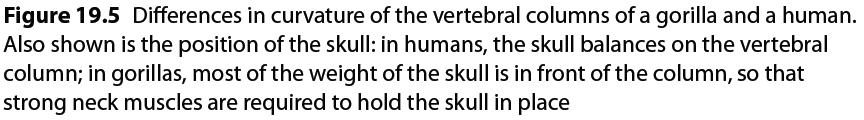 Figure 19.5 Differences in curvature of the vertebral columns of a gorilla and a human.
Also shown is the position of the skull: in humans, the skull balances on the vertebral
column; in gorillas, most of the weight of the skull is in front of the column, so that
strong neck muscles are required to hold the skull in place